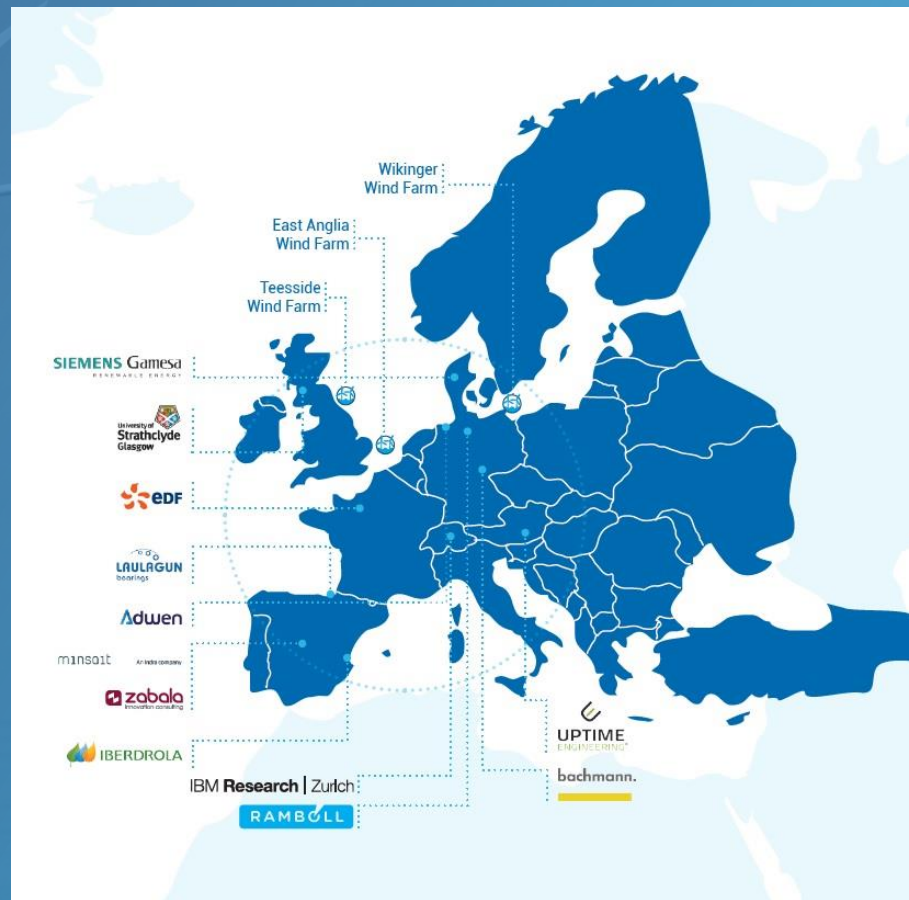 Wikinger
Wind Farm
East Anglia
Wind Farm
Teesside
Wind Farm
SIEMENS Gamesa
RENEWABLE ENERGY
University of
Strathclyde
Glasgow
eDF
LAULAGUN
bearings
Adwen
minsait An Indra company
zabala
innovation consulting
IBERDROLA
IBM Research | Zurich
RAMBOLL
UPTIME
ENGINEERING
bachmann.